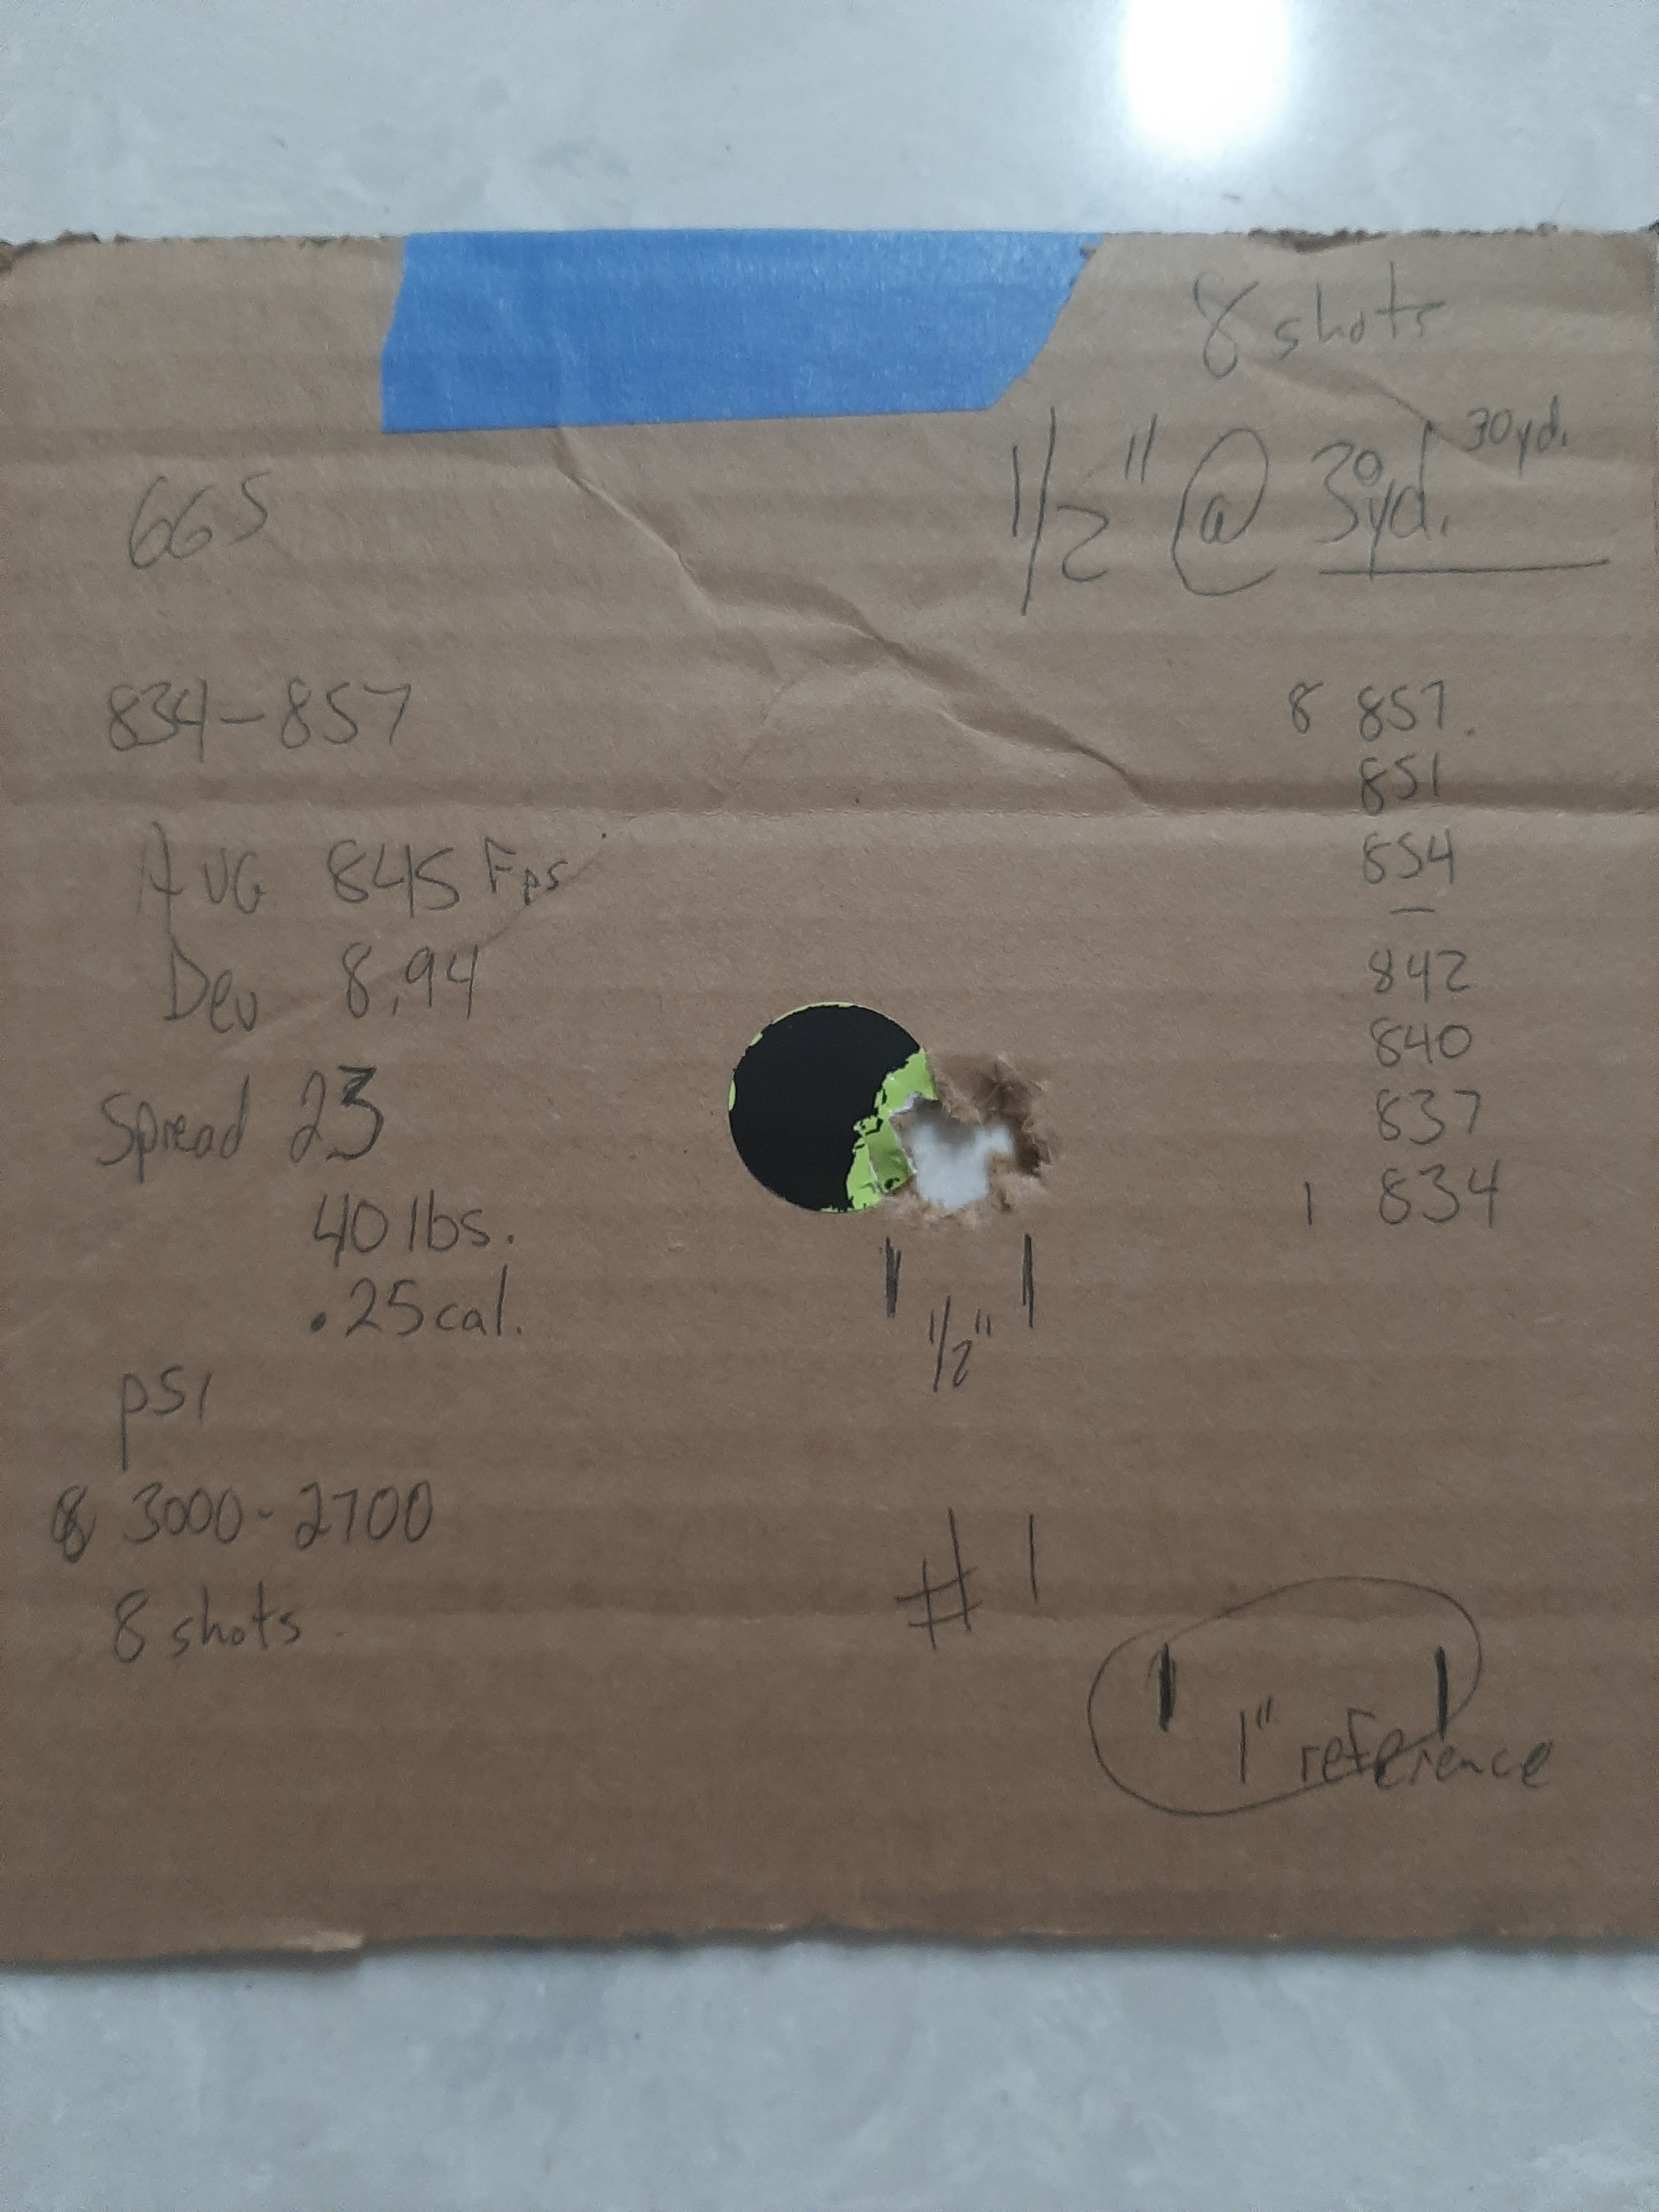 8 shots
1/2" @ 30yd. 30yd.
665
834-857
AVG 845 Fps
Dev 8.94
Spread 23
40 lbs.
.25cal.
psi
8 3000-2700
8 shots
8 857.
851
854
—
842
840
837
1 834
1/2"
#1
1" reference